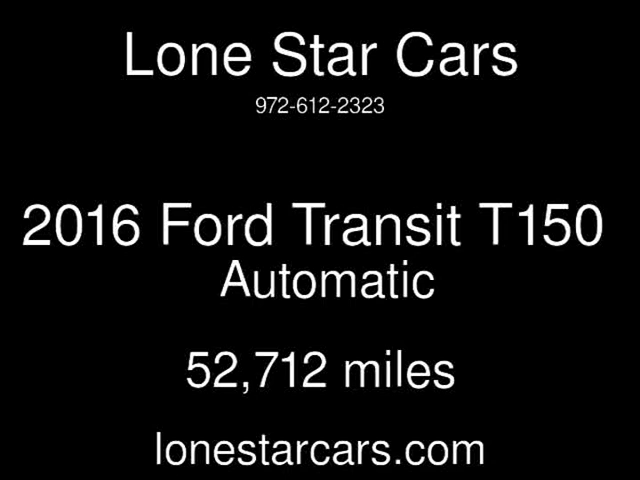 Lone Star Cars
972-612-2323
2016 Ford Transit T150
Automatic
52,712 miles
lonestarcars.com